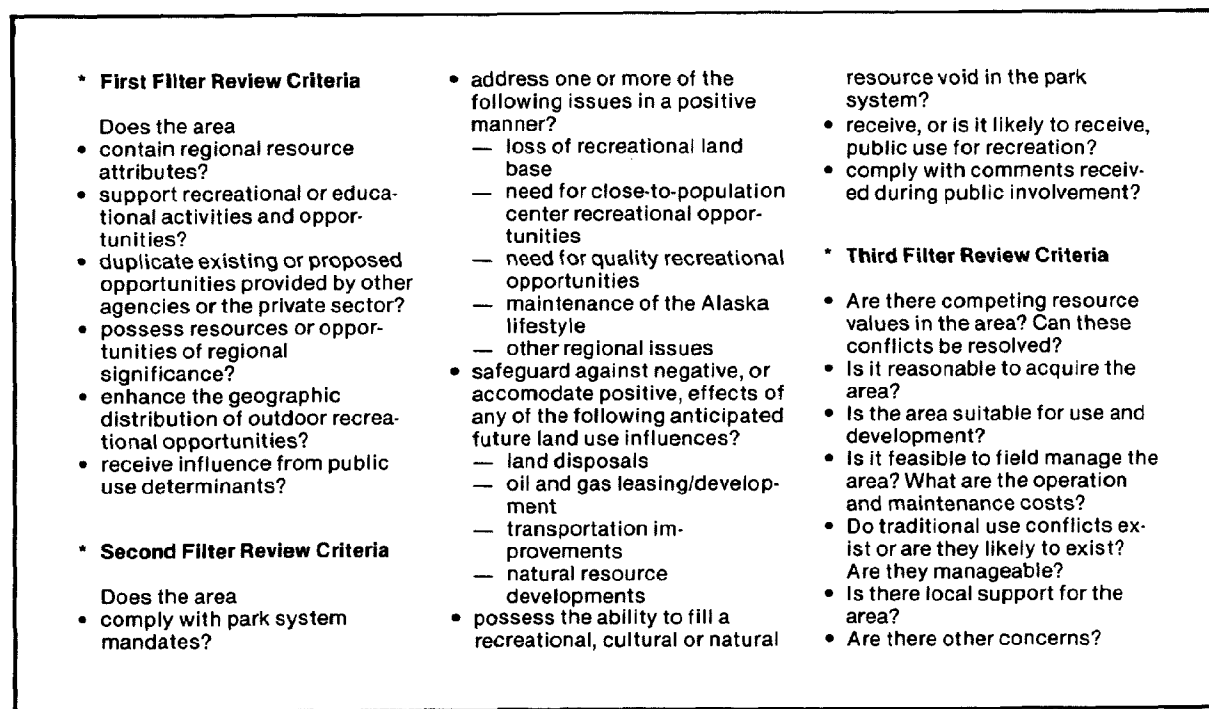 * First Filter Review Criteria
Does the area
• contain regional resource
attributes?
• support recreational or educa-
tional activities and oppor-
tunities?
• duplicate existing or proposed
opportunities provided by other
agencies or the private sector?
• possess resources or oppor-
tunities of regional
significance?
• enhance the geographic
distribution of outdoor recrea-
tional opportunities?
• receive influence from public
use determinants?
* Second Filter Review Criteria
Does the area
• comply with park system
mandates?
• address one or more of the
following issues in a positive
manner?
— loss of recreational land
base
— need for close-to-population
center recreational oppor-
tunities
— need for quality recreational
opportunities
— maintenance of the Alaska
lifestyle
— other regional issues
• safeguard against negative, or
accomodate positive, effects of
any of the following anticipated
future land use influences?
— land disposals
— oil and gas leasing/develop-
ment
— transportation im-
provements
— natural resource
developments
• possess the ability to fill a
recreational, cultural or natural
resource void in the park
system?
• receive, or is it likely to receive,
public use for recreation?
• comply with comments receiv-
ed during public involvement?
* Third Filter Review Criteria
• Are there competing resource
values in the area? Can these
conflicts be resolved?
• Is it reasonable to acquire the
area?
• Is the area suitable for use and
development?
• Is it feasible to field manage the
area? What are the operation
and maintenance costs?
• Do traditional use conflicts ex-
ist or are they likely to exist?
Are they manageable?
• Is there local support for the
area?
• Are there other concerns?